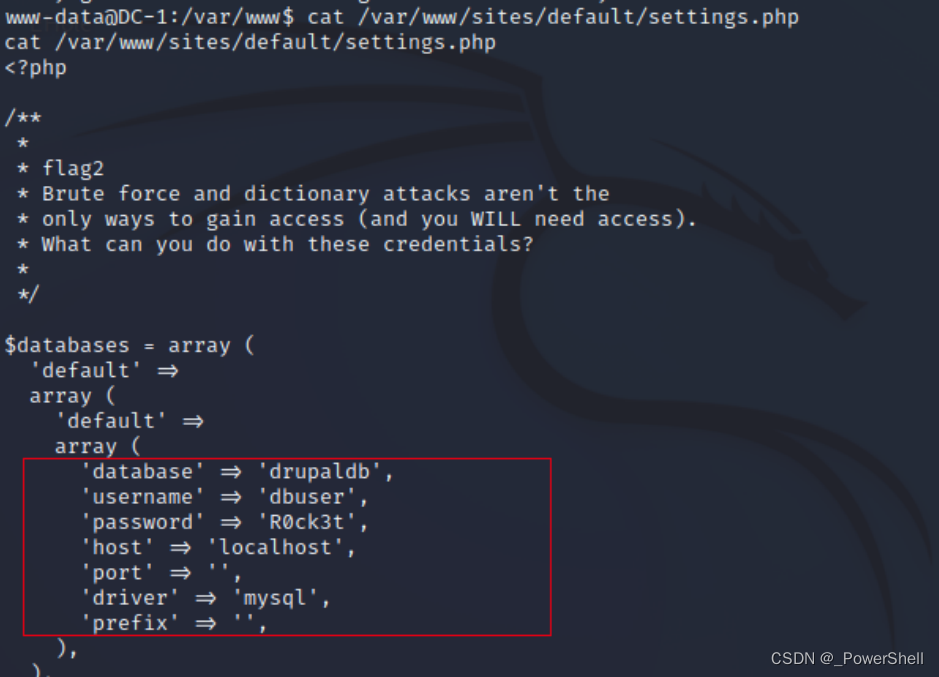 www-data@DC-1:/var/www$ cat /var/www/sites/default/settings.php
cat /var/www/sites/default/settings.php
<?php
/**
 *
 * flag2
 * Brute force and dictionary attacks aren't the
 * only ways to gain access (and you WILL need access).
 * What can you do with these credentials?
 *
 */
$databases = array (
  'default' =>
  array (
    'default' =>
    array (
      'database' => 'drupaldb',
      'username' => 'dbuser',
      'password' => 'R0ck3t',
      'host' => 'localhost',
      'port' => '',
      'driver' => 'mysql',
      'prefix' => '',
    ),
  ),
CSDN @_PowerShell